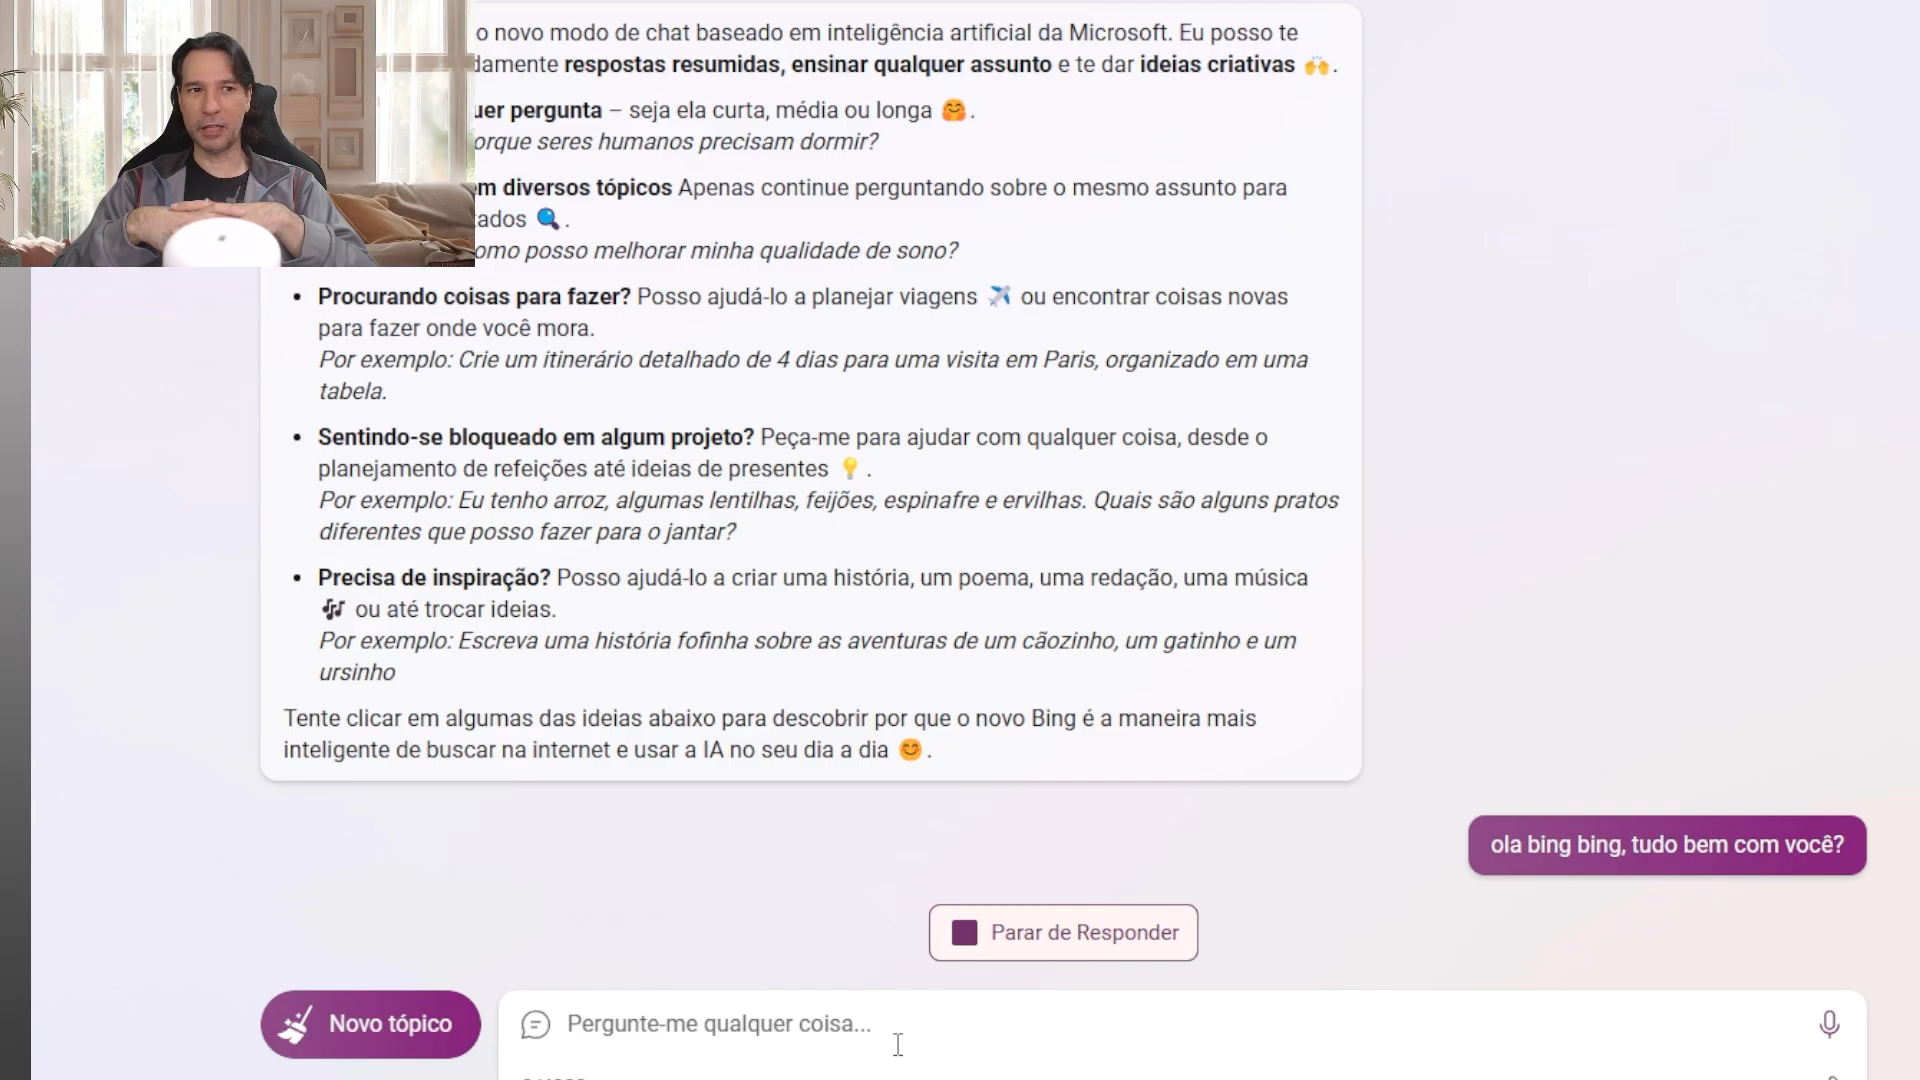 o novo modo de chat baseado em inteligência artificial da Microsoft. Eu posso te
respostas resumidas, ensinar qualquer assunto e te dar ideias criativas 🙌.
pergunta – seja ela curta, média ou longa 🤗.
seres humanos precisam dormir?
diversos tópicos Apenas continue perguntando sobre o mesmo assunto para
🔍.
posso melhorar minha qualidade de sono?
• Procurando coisas para fazer? Posso ajudá-lo a planejar viagens ✈️ ou encontrar coisas novas
para fazer onde você mora.
Por exemplo: Crie um itinerário detalhado de 4 dias para uma visita em Paris, organizado em uma
tabela.
• Sentindo-se bloqueado em algum projeto? Peça-me para ajudar com qualquer coisa, desde o
planejamento de refeições até ideias de presentes 💡.
Por exemplo: Eu tenho arroz, algumas lentilhas, feijões, espinafre e ervilhas. Quais são alguns pratos
diferentes que posso fazer para o jantar?
• Precisa de inspiração? Posso ajudá-lo a criar uma história, um poema, uma redação, uma música
🎶 ou até trocar ideias.
Por exemplo: Escreva uma história fofinha sobre as aventuras de um cãozinho, um gatinho e um
ursinho
Tente clicar em algumas das ideias abaixo para descobrir por que o novo Bing é a maneira mais
inteligente de buscar na internet e usar a IA no seu dia a dia 😊.
ola bing bing, tudo bem com você?
Parar de Responder
Novo tópico
Pergunte-me qualquer coisa...